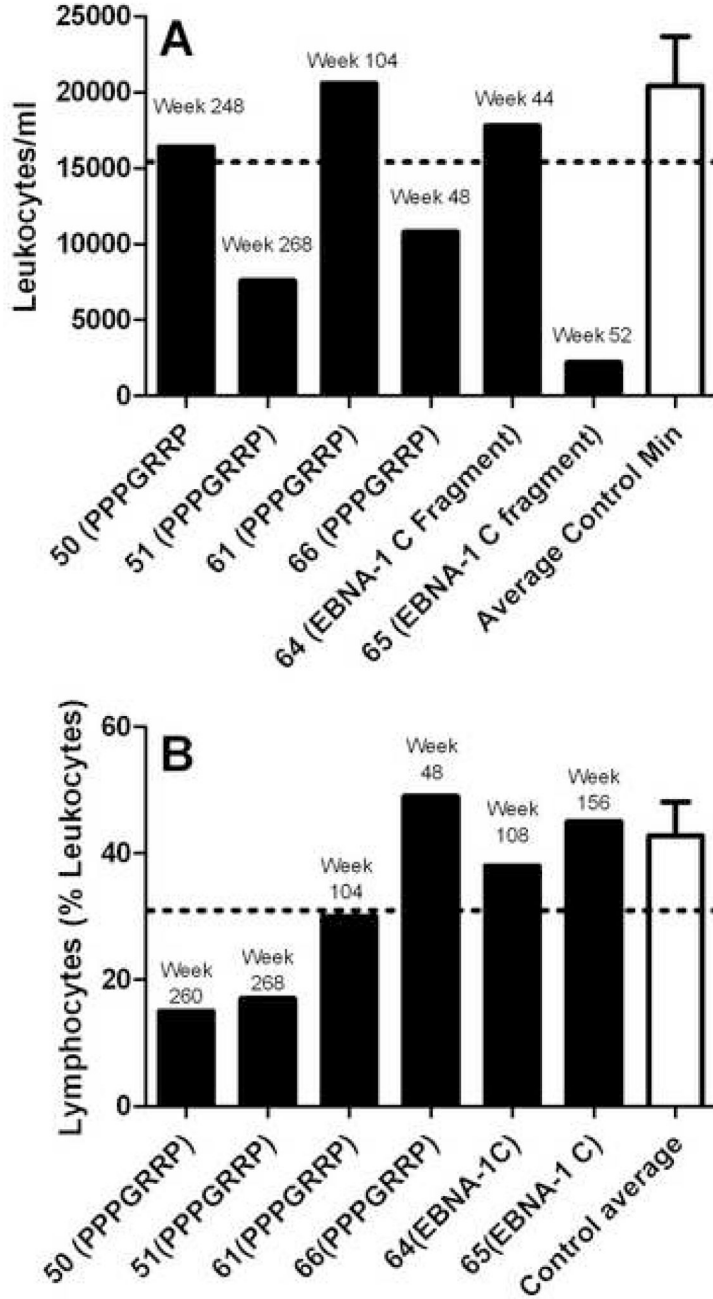 A
Leukocytes/ml
25000
20000
15000
10000
5000
0
Week 248
Week 268
Week 104
Week 48
Week 44
Week 52
50 (PPPGRRP
51 (PPPGRRP)
61 (PPPGRRP)
66 (PPPGRRP)
64 (EBNA-1 C Fragment)
65 (EBNA-1 C fragment)
Average Control Min
B
Lymphocytes (% Leukocytes)
60
40
20
0
Week
260
Week
268
Week
104
Week
48
Week
108
Week
156
50 (PPPGRRP)
51(PPPGRRP)
61(PPPGRRP)
66(PPPGRRP)
64(EBNA-1C)
65(EBNA-1 C)
Control average